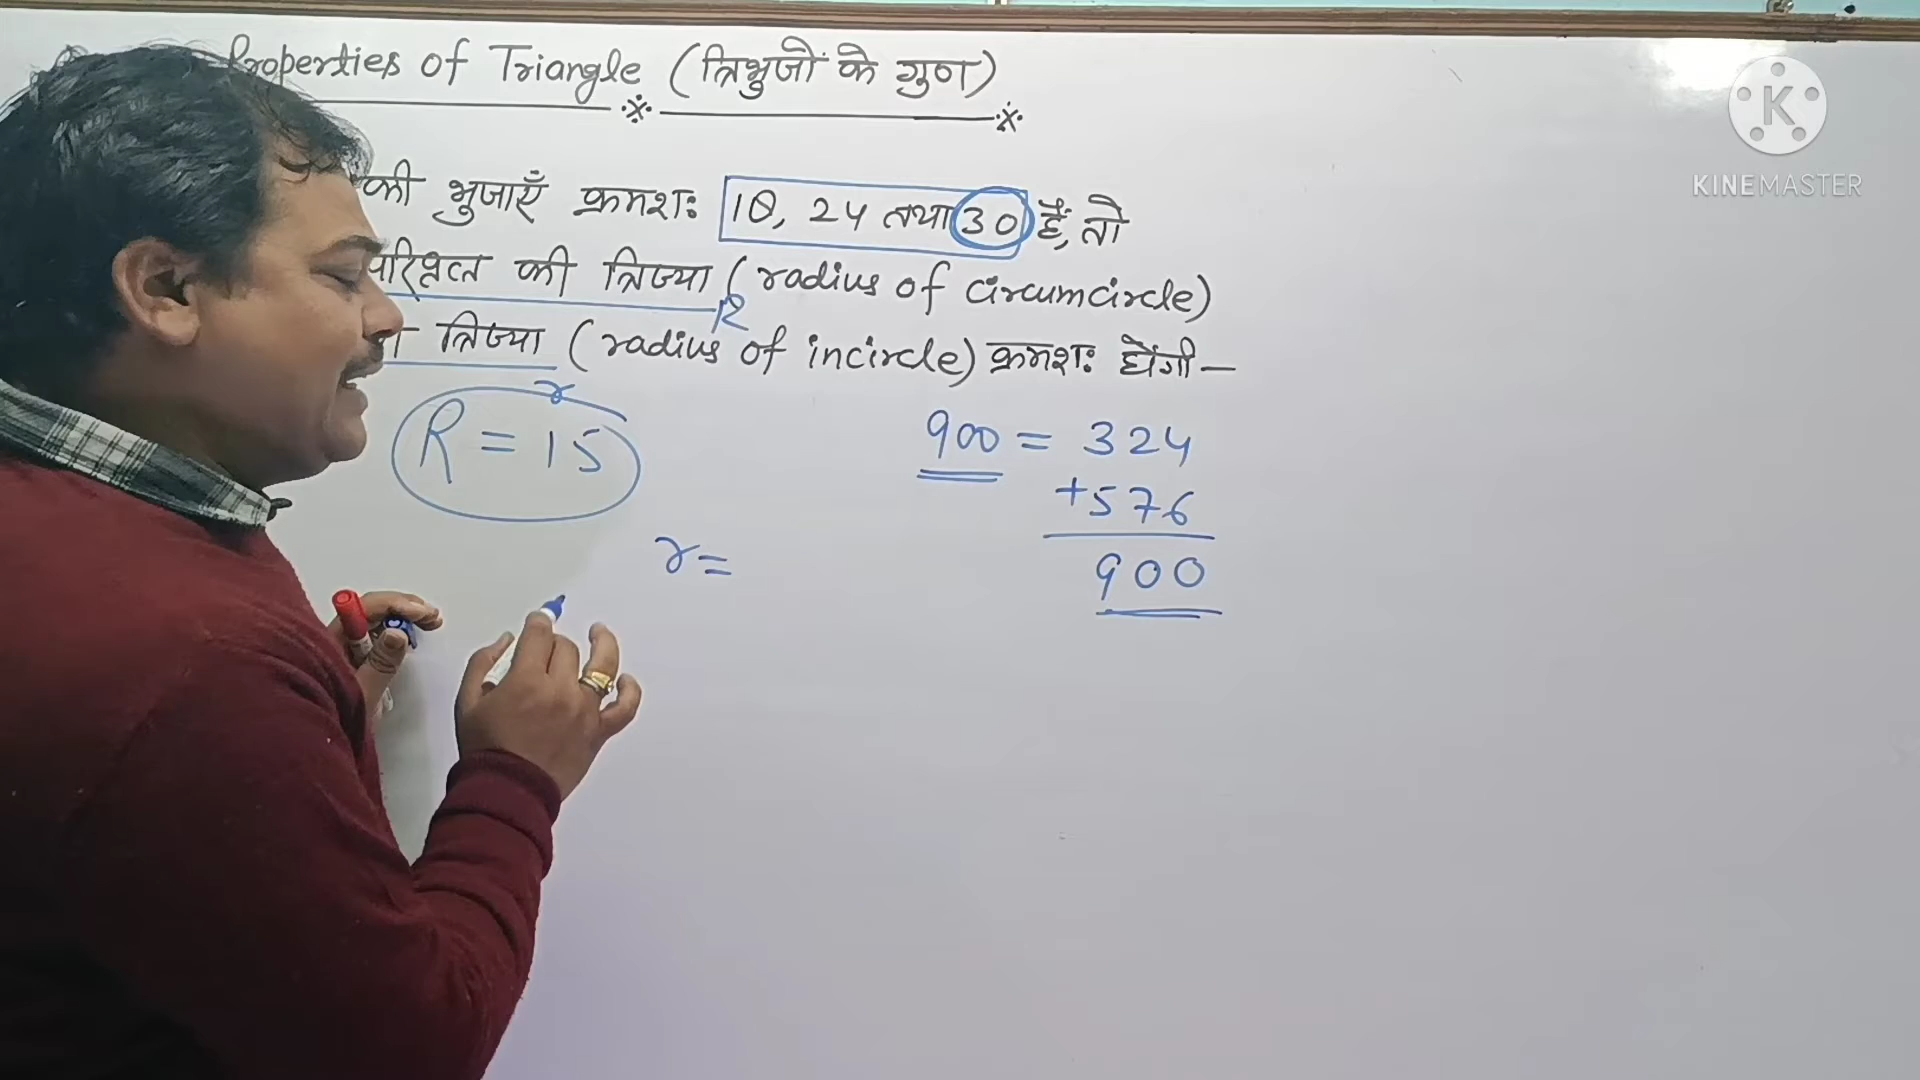 Properties of Triangle (त्रिभुजों के गुण)
की भुजाएँ क्रमशः 18, 24 तथा 30 हैं, तो
परिवृत्त की त्रिज्या (radius of circumcircle)
R
त्रिज्या (radius of incircle) क्रमशः होंगी—
r
R = 15
900 = 324
+576
900
r =
KINEMASTER